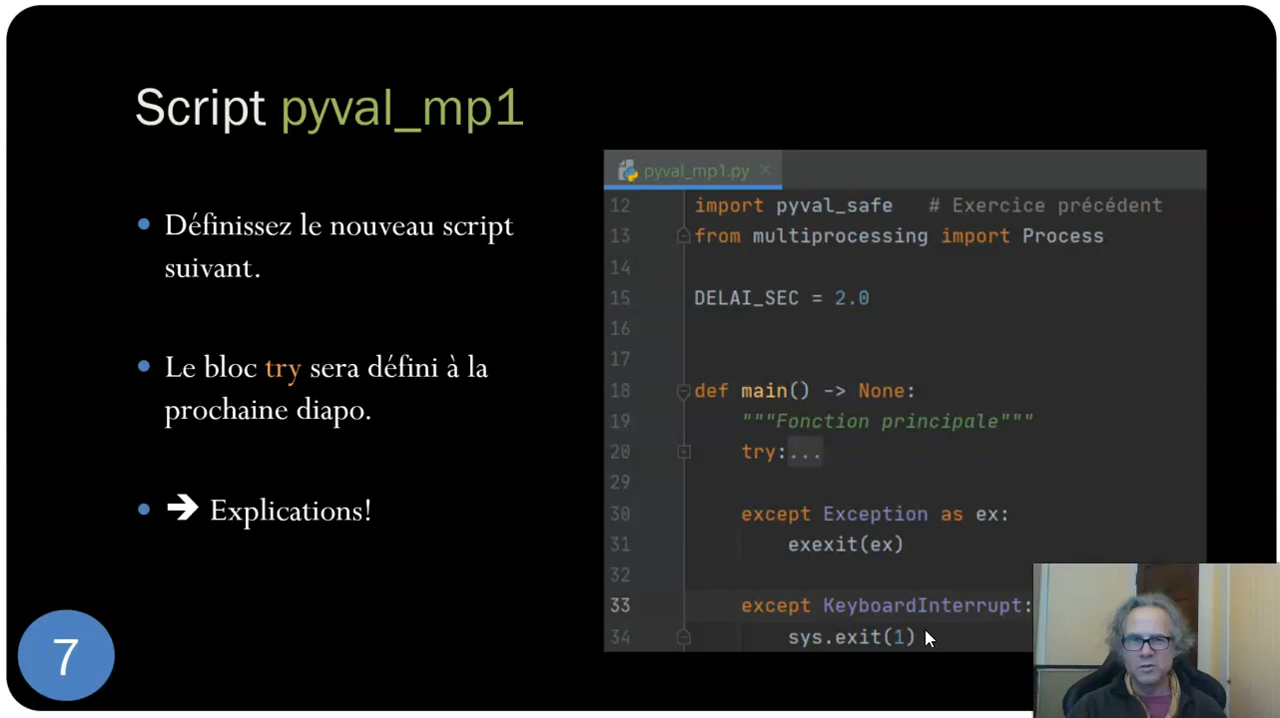 Script pyval_mp1
Définissez le nouveau script
suivant.
Le bloc try sera défini à la
prochaine diapo.
➔ Explications!
7
pyval_mp1.py ×
12 import pyval_safe # Exercice précédent
13 from multiprocessing import Process
14
15 DELAI_SEC = 2.0
16
17
18 def main() -> None:
19 """Fonction principale"""
20 try:...
29
30 except Exception as ex:
31 exexit(ex)
32
33 except KeyboardInterrupt:
34 sys.exit(1)